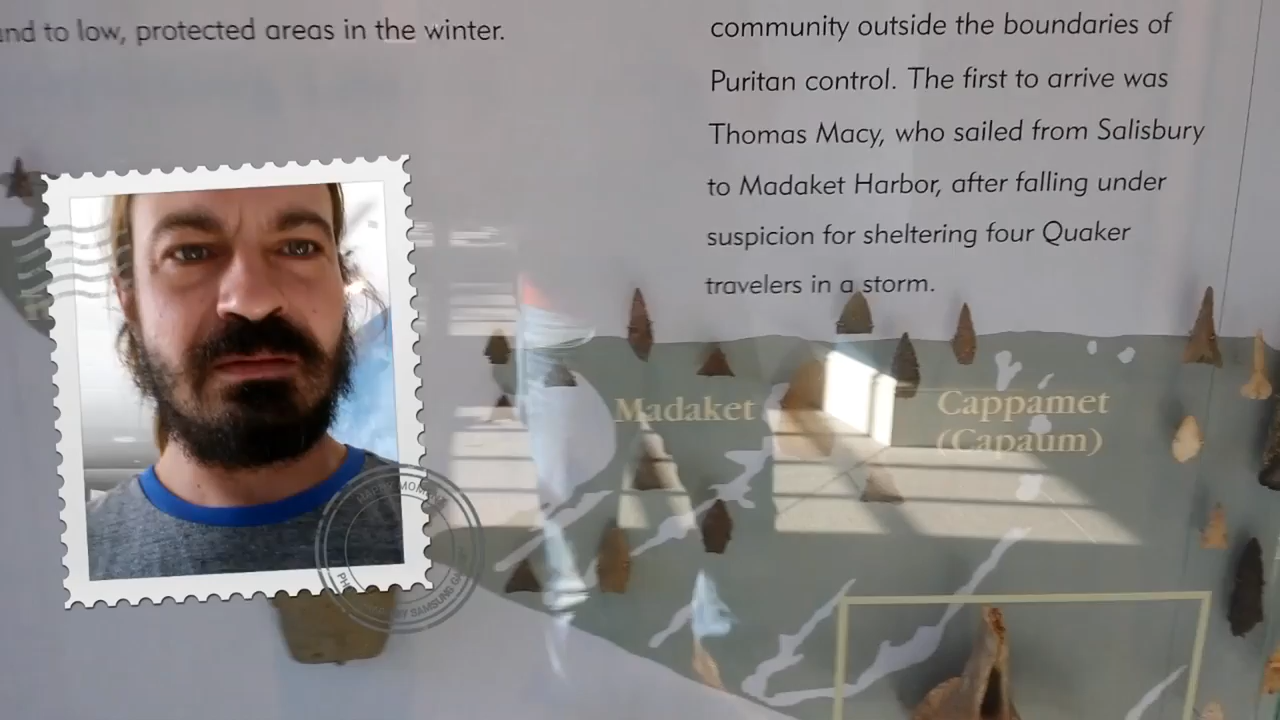 and to low, protected areas in the winter.
community outside the boundaries of
Puritan control. The first to arrive was
Thomas Macy, who sailed from Salisbury
to Madaket Harbor, after falling under
suspicion for sheltering four Quaker
travelers in a storm.
Madaket
Cappamet
(Capaum)